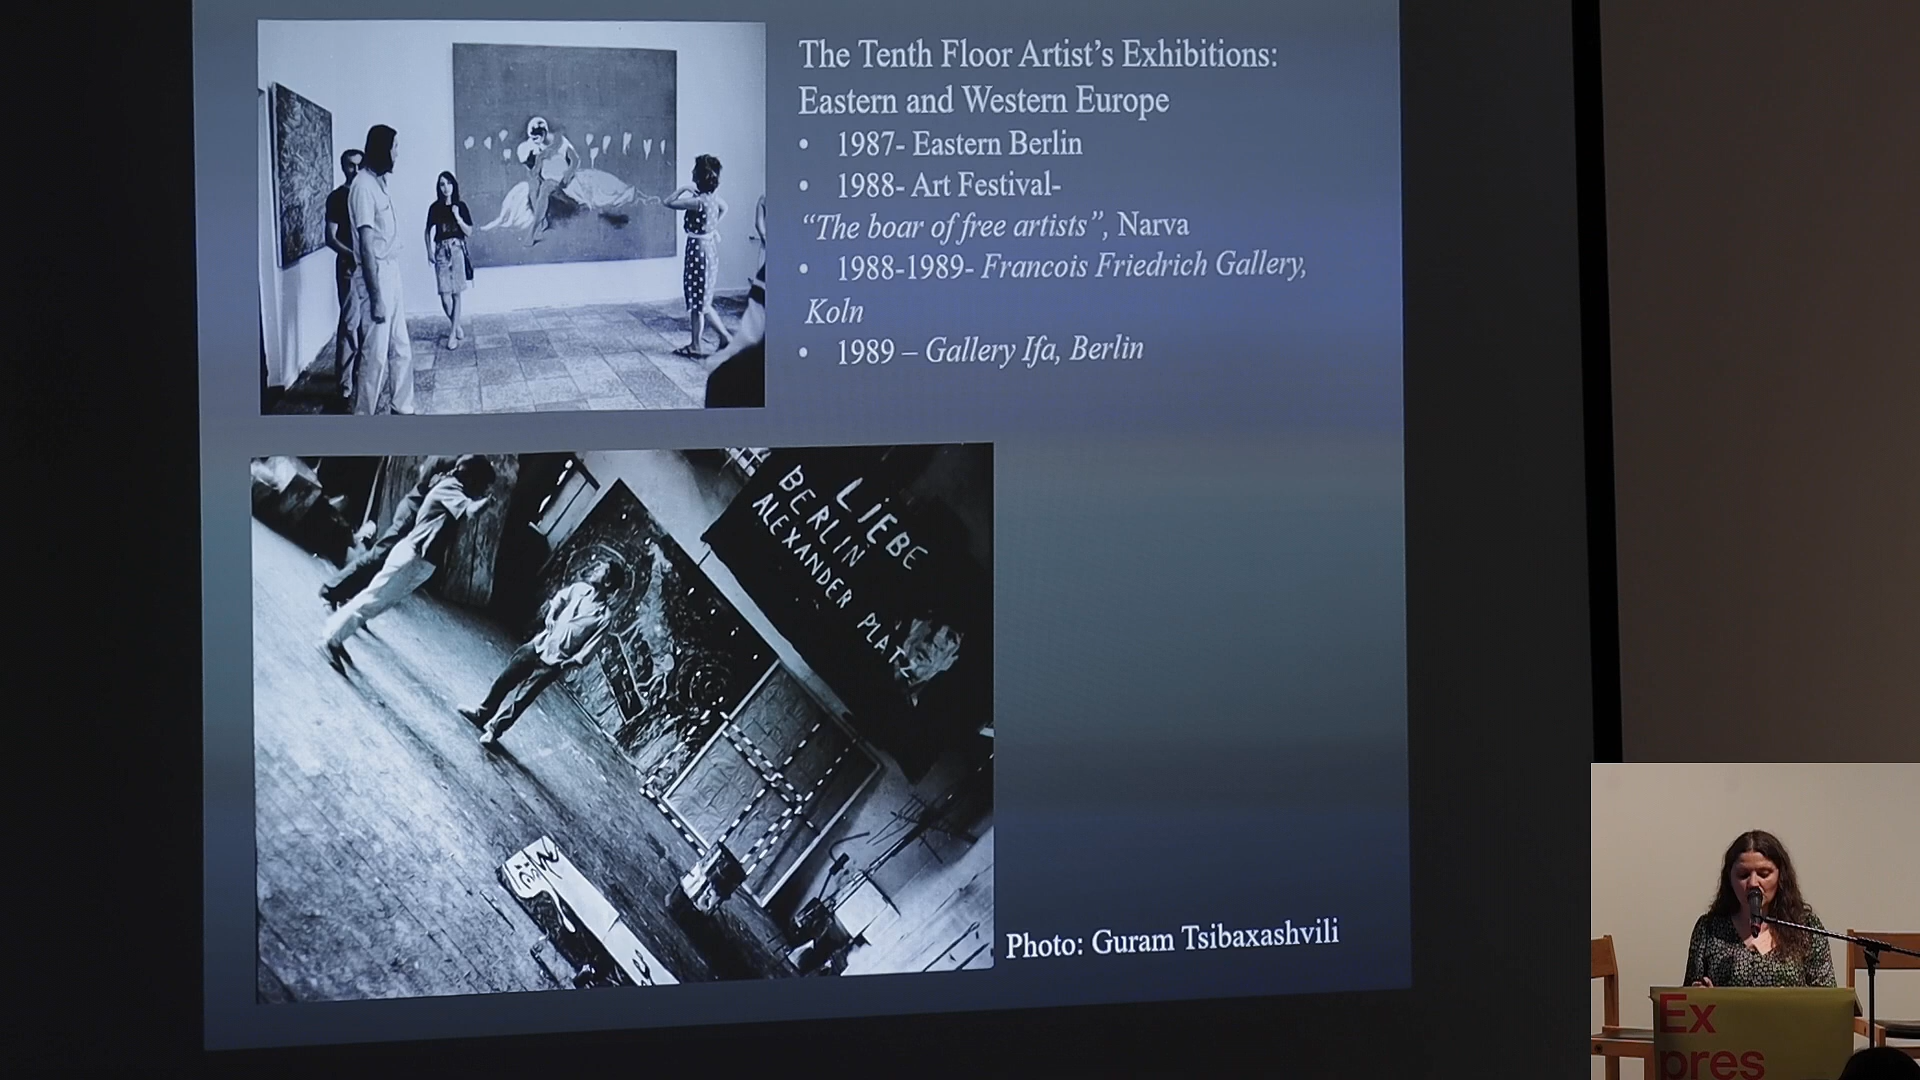 The Tenth Floor Artist’s Exhibitions:
Eastern and Western Europe
• 1987- Eastern Berlin
• 1988- Art Festival-
“The boar of free artists”, Narva
• 1988-1989- Francois Friedrich Gallery,
Koln
• 1989 – Gallery Ifa, Berlin
LIEBE
BERLIN
ALEXANDER PLATZ
Photo: Guram Tsibaxashvili
Ex
pres